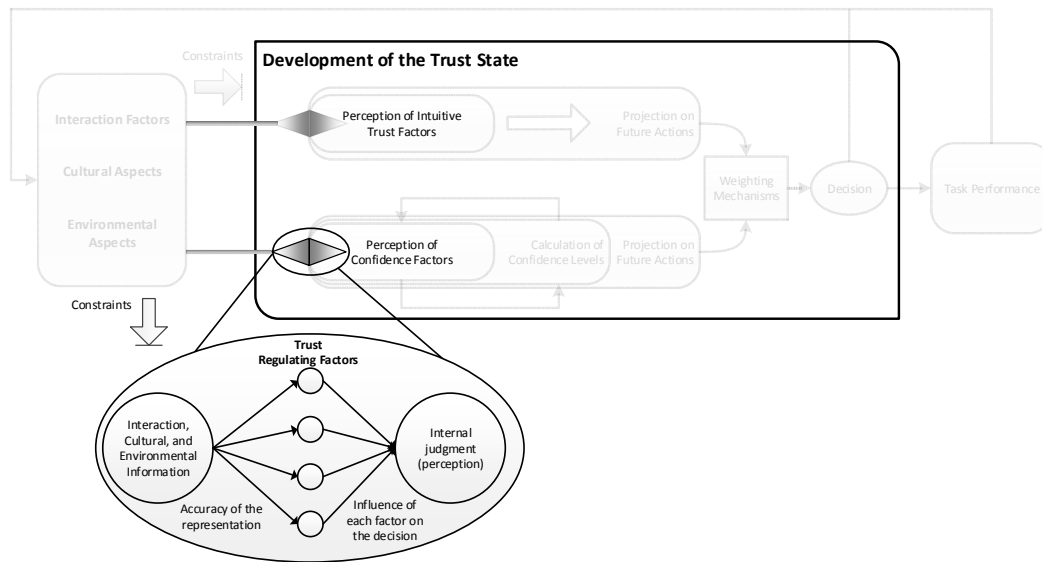 Constraints
Development of the Trust State
Interaction Factors
Cultural Aspects
Environmental
Aspects
Perception of Intuitive
Trust Factors
Projection on
Future Actions
Perception of
Confidence Factors
Calculation of
Confidence Levels
Projection on
Future Actions
Weighting
Mechanisms
Decision
Task Performance
Constraints
Trust
Regulating Factors
Interaction,
Cultural, and
Environmental
Information
Internal
judgment
(perception)
Accuracy of the
representation
Influence of
each factor on
the decision